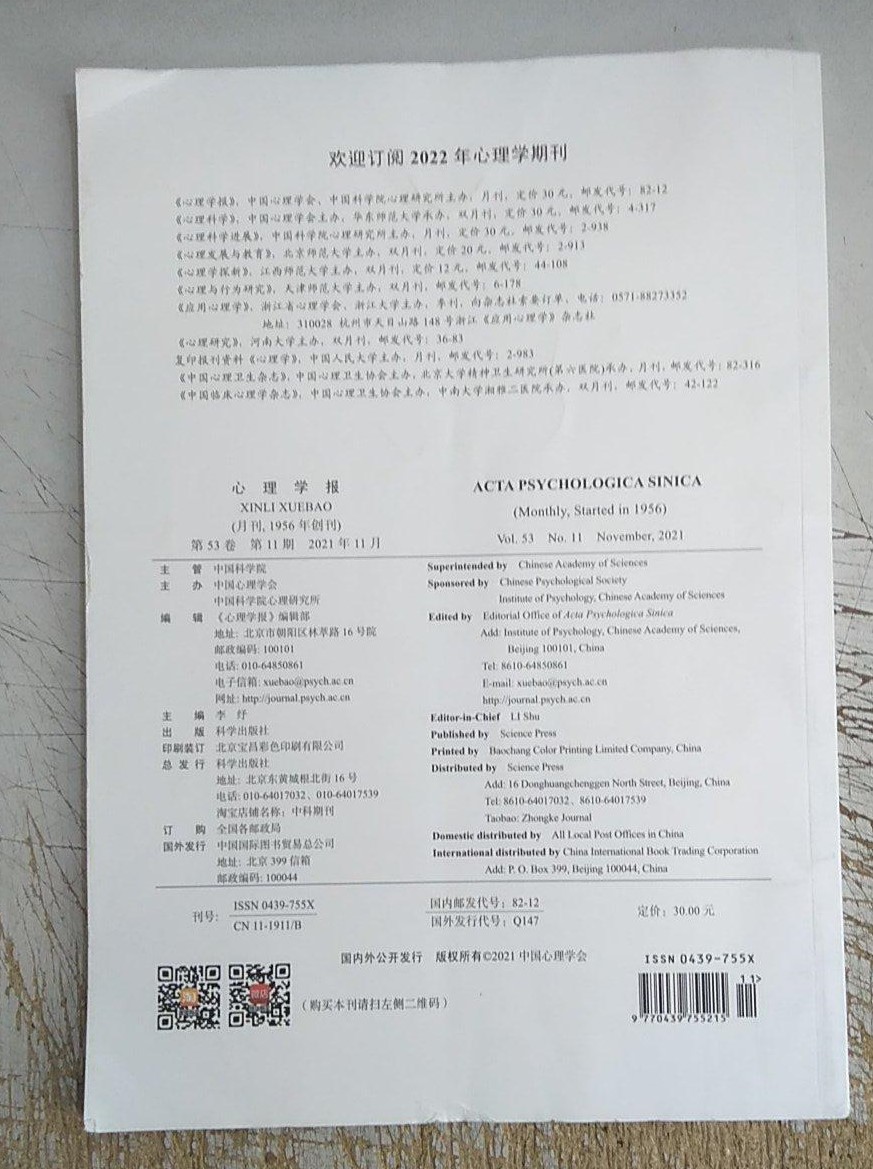 欢迎订阅 2022 年心理学期刊
《心理学报》，中国心理学会、中国科学院心理研究所主办，月刊，定价 30 元，邮发代号：82-12
《心理科学》，中国心理学会主办，华东师范大学承办，双月刊，定价 30 元，邮发代号：4-317
《心理科学进展》，中国科学院心理研究所主办，月刊，定价 30 元，邮发代号：2-938
《心理发展与教育》，北京师范大学主办，双月刊，定价 20 元，邮发代号：2-913
《心理学探新》，江西师范大学主办，双月刊，定价 12 元，邮发代号：44-108
《心理与行为研究》，天津师范大学主办，双月刊，邮发代号：6-178
《应用心理学》，浙江省心理学会、浙江大学主办，季刊，向杂志社索要订单，电话：0571-88273352
地址：310028 杭州市天目山路 148 号浙江《应用心理学》杂志社
《心理研究》，河南大学主办，双月刊，邮发代号：36-83
复印报刊资料《心理学》，中国人民大学主办，月刊，邮发代号：2-983
《中国心理卫生杂志》，中国心理卫生协会主办，北京大学精神卫生研究所(第六医院)承办，月刊，邮发代号：82-316
《中国临床心理学杂志》，中国心理卫生协会主办，中南大学湘雅二医院承办，双月刊，邮发代号：42-122
心 理 学 报
XINLI XUEBAO
(月刊, 1956 年创刊)
第 53 卷 第 11 期 2021 年 11 月
ACTA PSYCHOLOGICA SINICA
(Monthly, Started in 1956)
Vol. 53 No. 11 November, 2021
主 管 中国科学院
主 办 中国心理学会
中国科学院心理研究所
编 辑 《心理学报》编辑部
地址: 北京市朝阳区林萃路 16 号院
邮政编码: 100101
电话: 010-64850861
电子信箱: xuebao@psych.ac.cn
网址: http://journal.psych.ac.cn
主 编 李 纾
出 版 科学出版社
印刷装订 北京宝昌彩色印刷有限公司
总 发 行 科学出版社
地址: 北京东黄城根北街 16 号
电话: 010-64017032、010-64017539
淘宝店铺名称：中科期刊
订 购 全国各邮政局
国外发行 中国国际图书贸易总公司
地址: 北京 399 信箱
邮政编码: 100044
Superintended by Chinese Academy of Sciences
Sponsored by Chinese Psychological Society
Institute of Psychology, Chinese Academy of Sciences
Edited by Editorial Office of Acta Psychologica Sinica
Add: Institute of Psychology, Chinese Academy of Sciences,
Beijing 100101, China
Tel: 8610-64850861
E-mail: xuebao@psych.ac.cn
http://journal.psych.ac.cn
Editor-in-Chief LI Shu
Published by Science Press
Printed by Baochang Color Printing Limited Company, China
Distributed by Science Press
Add: 16 Donghuangchenggen North Street, Beijing, China
Tel: 8610-64017032、8610-64017539
Taobao: Zhongke Journal
Domestic distributed by All Local Post Offices in China
International distributed by China International Book Trading Corporation
Add: P. O. Box 399, Beijing 100044, China
刊号：
ISSN 0439-755X
CN 11-1911/B
国内邮发代号：82-12
国外发行代号：Q147
定价：30.00 元
国内外公开发行 版权所有©2021 中国心理学会
淘
微店
（购买本刊请扫左侧二维码）
ISSN 0439-755X
11>
9 770439 755215